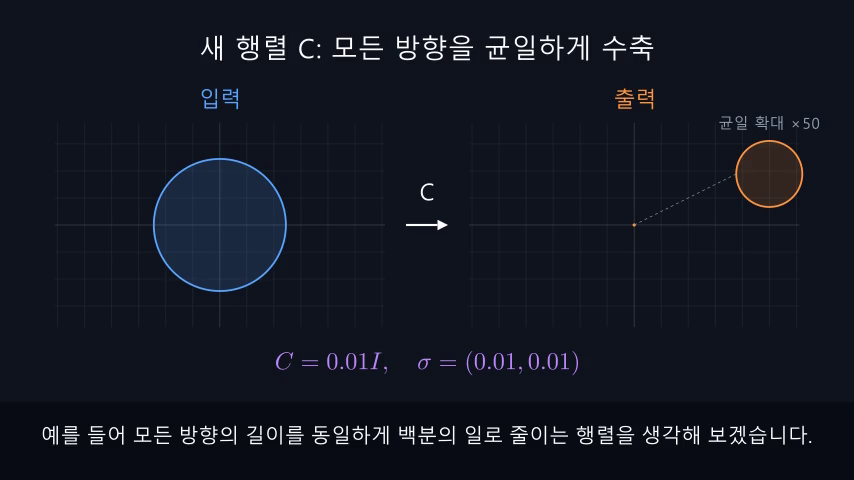 새 행렬 C: 모든 방향을 균일하게 수축
입력
출력
균일 확대 ×50
C
C = 0.01I, σ = (0.01, 0.01)
예를 들어 모든 방향의 길이를 동일하게 백분의 일로 줄이는 행렬을 생각해 보겠습니다.